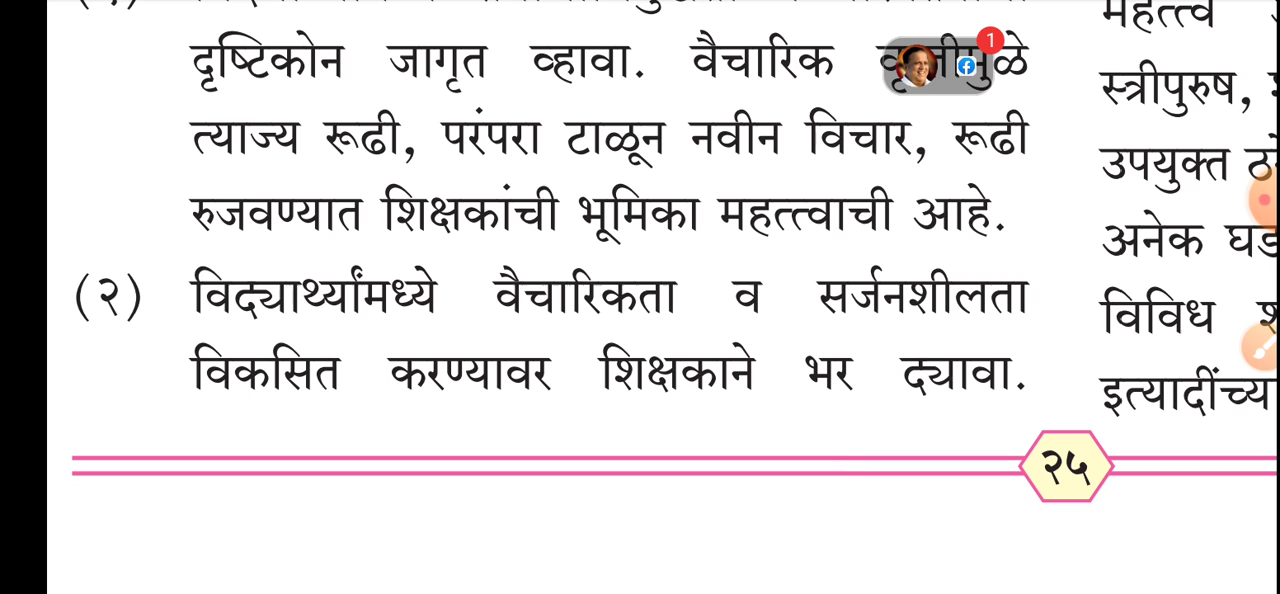 दृष्टिकोन जागृत व्हावा. वैचारिक
त्याज्य रूढी, परंपरा टाळून नवीन विचार, रूढी
रुजवण्यात शिक्षकांची भूमिका महत्त्वाची आहे.
(२) विद्यार्थ्यांमध्ये वैचारिकता व सर्जनशीलता
विकसित करण्यावर शिक्षकाने भर द्यावा.
महत्त्व
स्त्रीपुरुष,
उपयुक्त
अनेक
विविध
इत्यादींच्या
२५
1